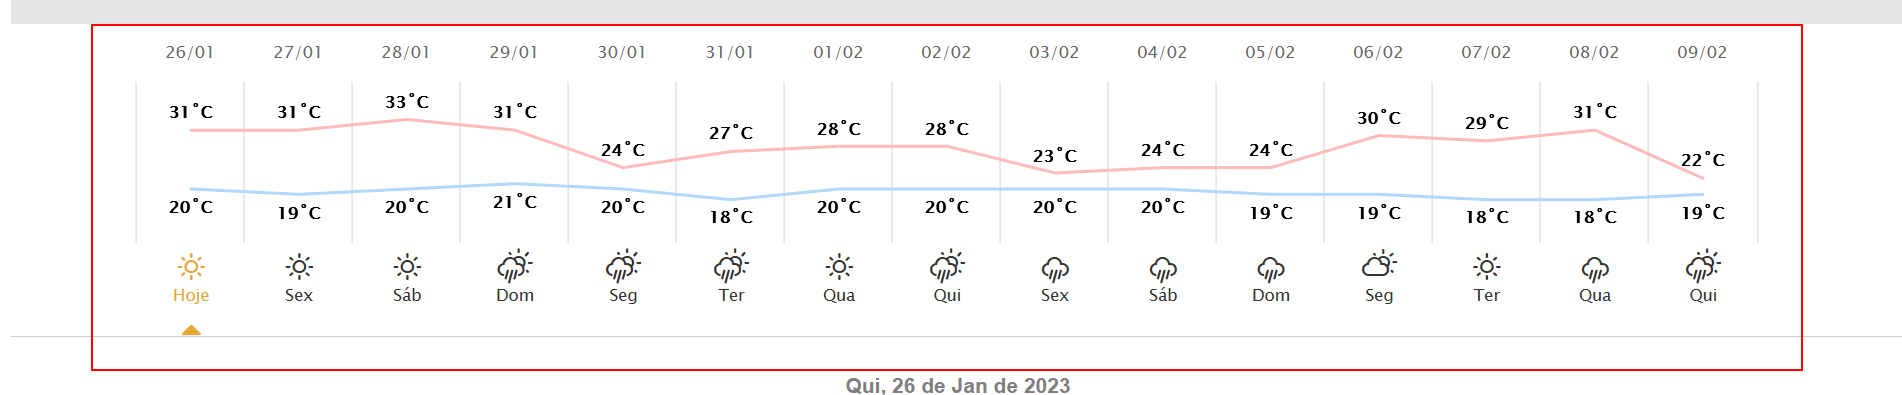 26/01 27/01 28/01 29/01 30/01 31/01 01/02 02/02 03/02 04/02 05/02 06/02 07/02 08/02 09/02
31˚C 31˚C 33˚C 31˚C 24˚C 27˚C 28˚C 28˚C 23˚C 24˚C 24˚C 30˚C 29˚C 31˚C 22˚C
20˚C 19˚C 20˚C 21˚C 20˚C 18˚C 20˚C 20˚C 20˚C 20˚C 19˚C 19˚C 18˚C 18˚C 19˚C
Hoje Sex Sáb Dom Seg Ter Qua Qui Sex Sáb Dom Seg Ter Qua Qui
Qui, 26 de Jan de 2023